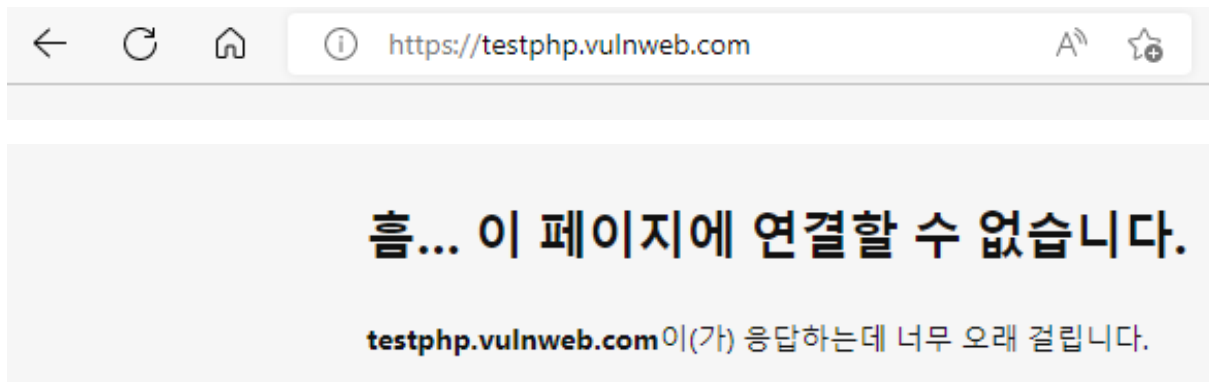 https://testphp.vulnweb.com
흠... 이 페이지에 연결할 수 없습니다.
testphp.vulnweb.com이(가) 응답하는데 너무 오래 걸립니다.